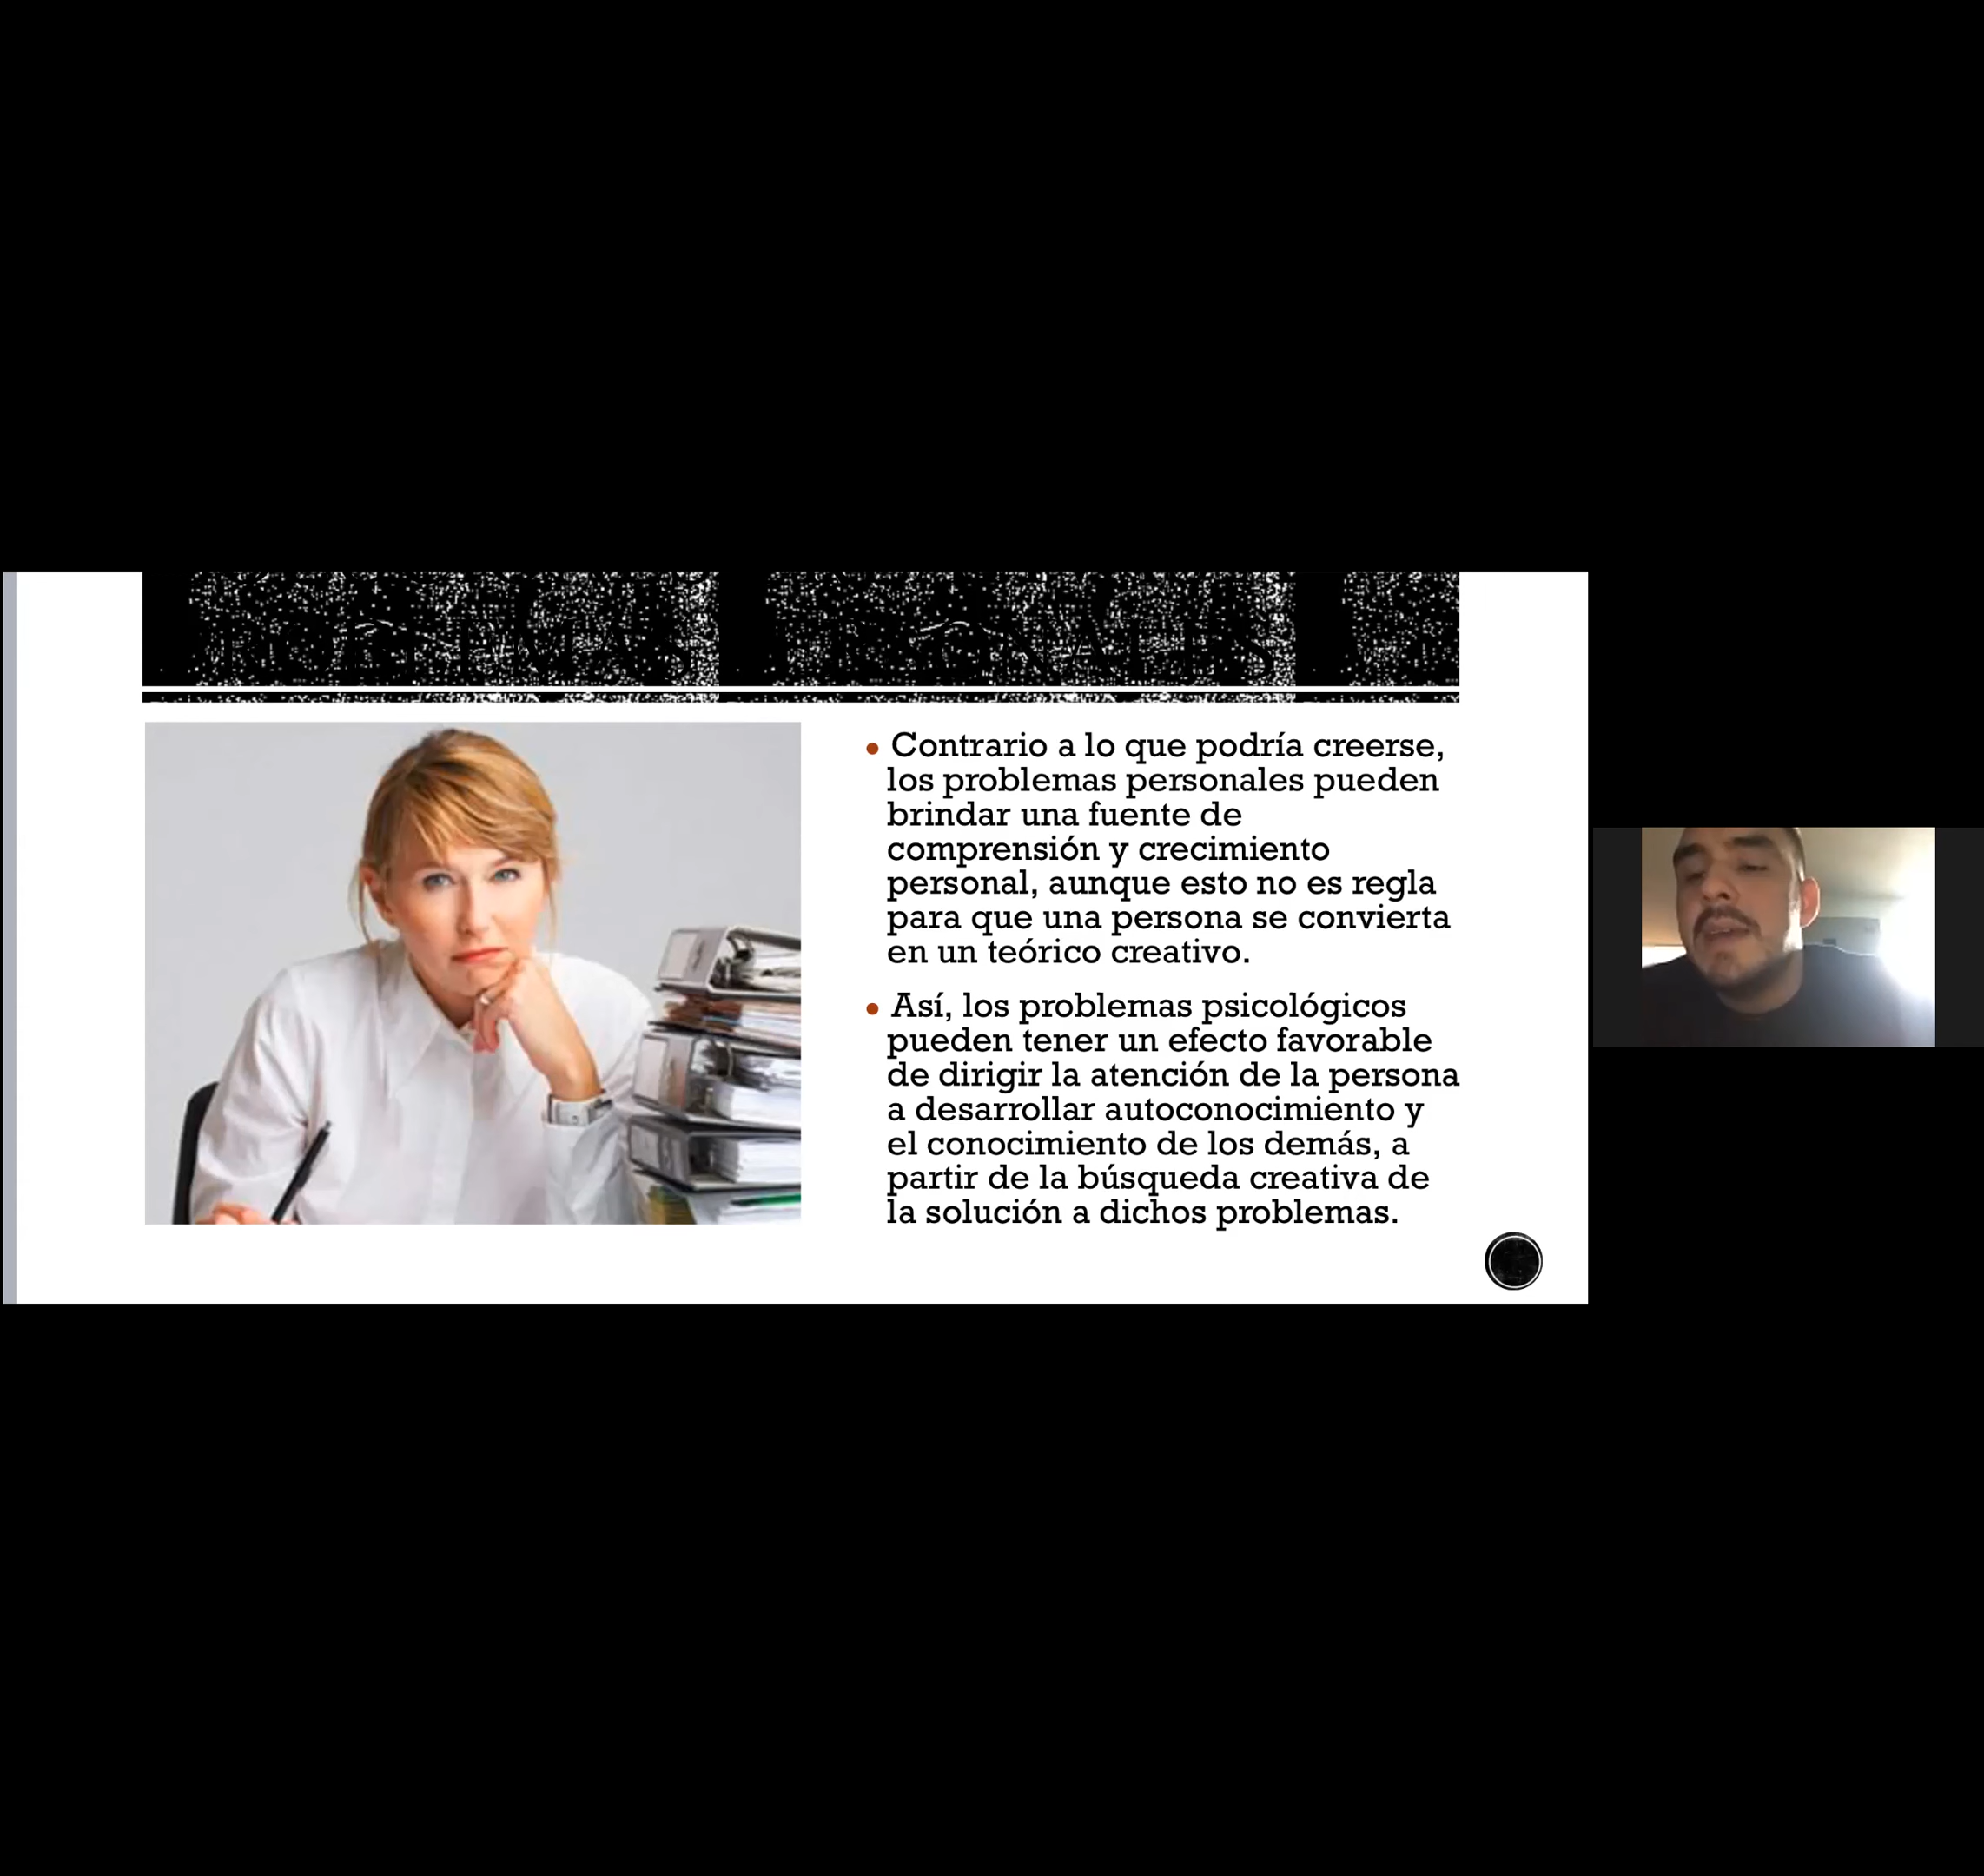 PROBLEMAS PERSONALES
• Contrario a lo que podría creerse,
los problemas personales pueden
brindar una fuente de
comprensión y crecimiento
personal, aunque esto no es regla
para que una persona se convierta
en un teórico creativo.
• Así, los problemas psicológicos
pueden tener un efecto favorable
de dirigir la atención de la persona
a desarrollar autoconocimiento y
el conocimiento de los demás, a
partir de la búsqueda creativa de
la solución a dichos problemas.